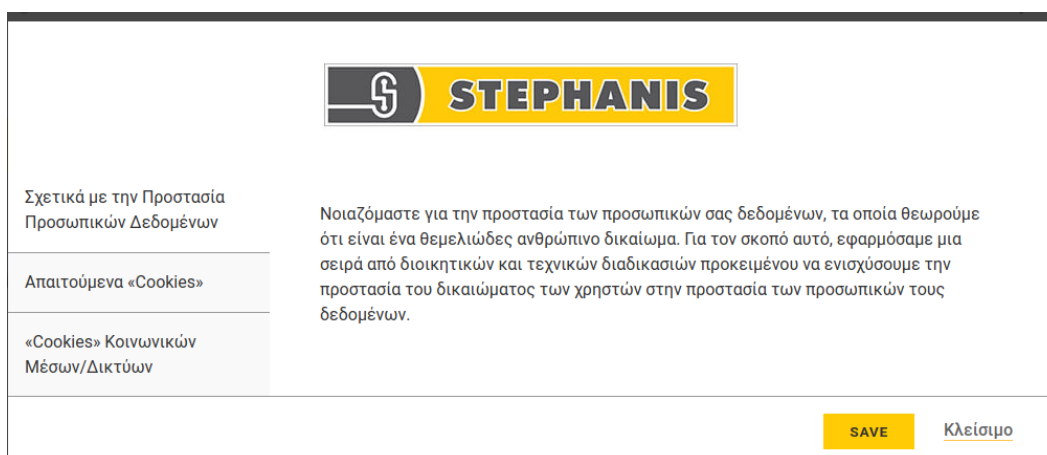 STEPHANIS
Σχετικά με την Προστασία
Προσωπικών Δεδομένων
Απαιτούμενα «Cookies»
«Cookies» Κοινωνικών
Μέσων/Δικτύων
Νοιαζόμαστε για την προστασία των προσωπικών σας δεδομένων, τα οποία θεωρούμε
ότι είναι ένα θεμελιώδες ανθρώπινο δικαίωμα. Για τον σκοπό αυτό, εφαρμόσαμε μια
σειρά από διοικητικών και τεχνικών διαδικασιών προκειμένου να ενισχύσουμε την
προστασία του δικαιώματος των χρηστών στην προστασία των προσωπικών τους
δεδομένων.
SAVE
Κλείσιμο